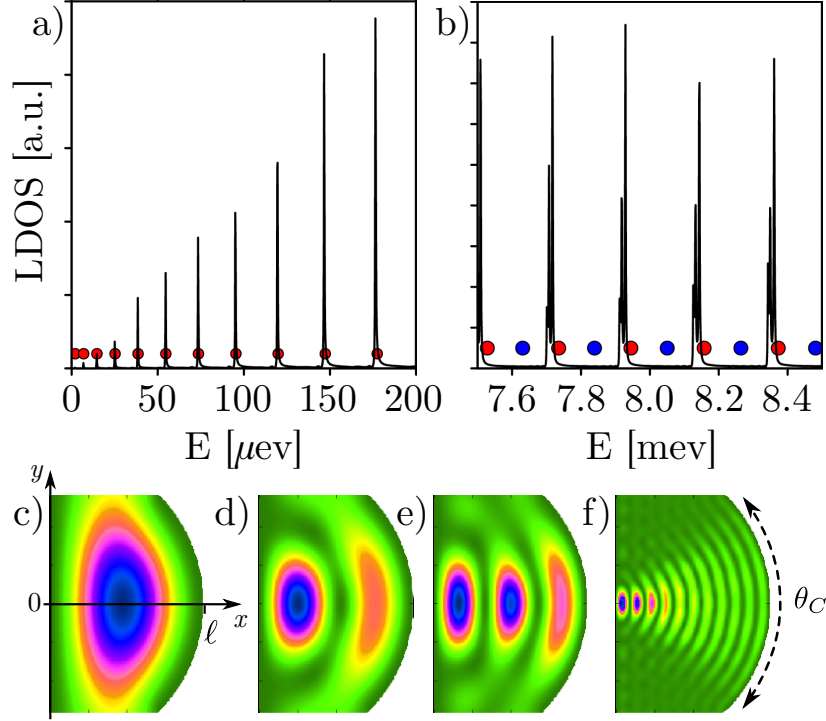 a)
b)
LDOS [a.u.]
0 50 100 150 200
7.6 7.8 8.0 8.2 8.4
E [μev]
E [mev]
y
c) d) e) f)
0
ℓ x
θC